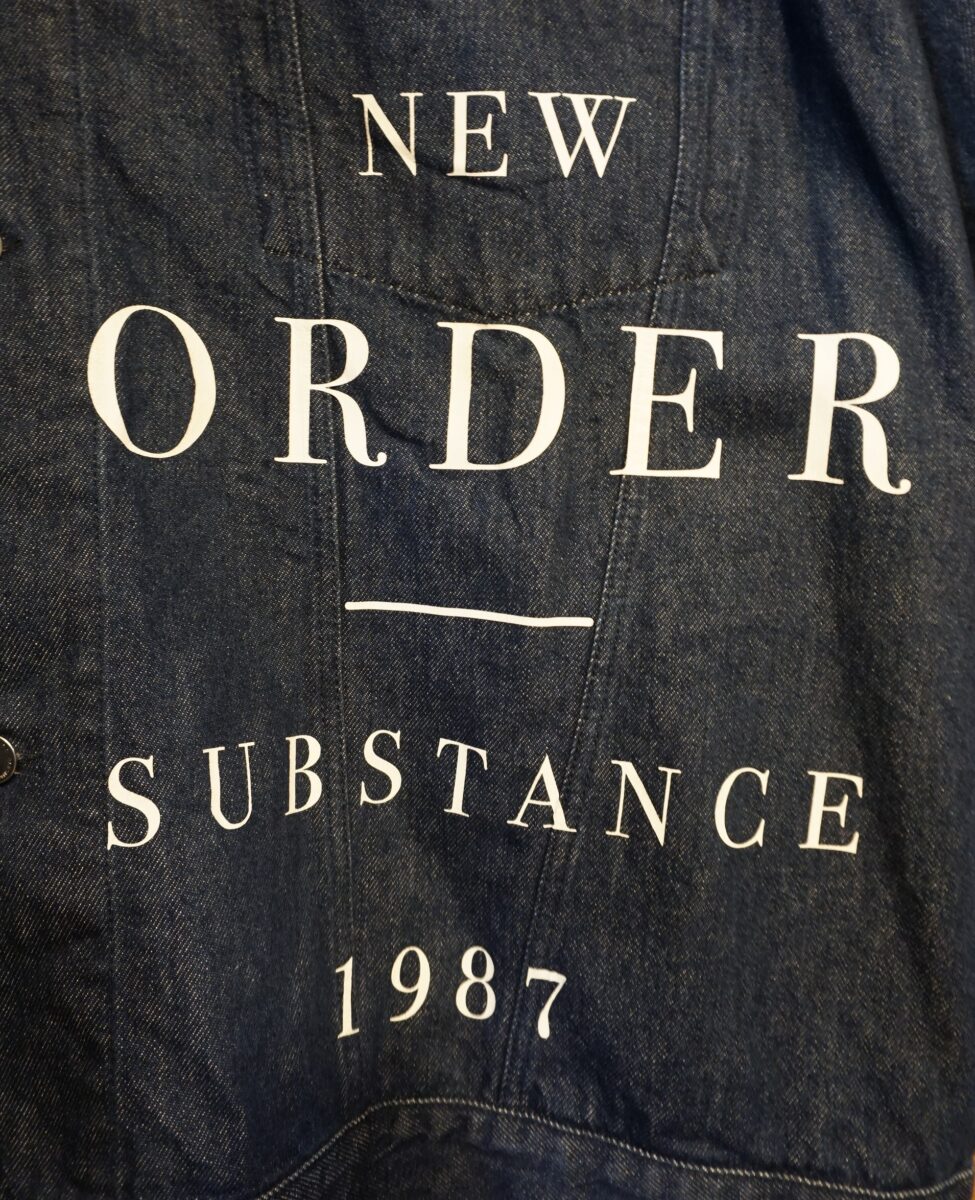 NEW
ORDER
SUBSTANCE
1987